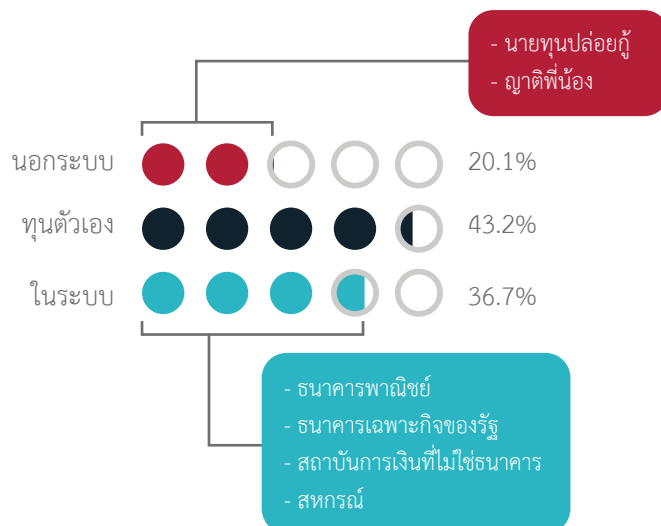 - นายทุนปล่อยกู้
- ญาติพี่น้อง
นอกระบบ 20.1%
ทุนตัวเอง 43.2%
ในระบบ 36.7%
- ธนาคารพาณิชย์
- ธนาคารเฉพาะกิจของรัฐ
- สถาบันการเงินที่ไม่ใช่ธนาคาร
- สหกรณ์